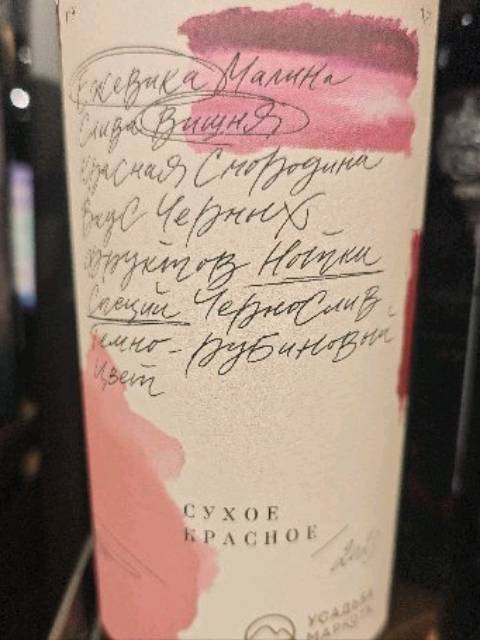 Ежевика Малина
Слива Вишня
Красная Смородина
Вкус Черных
фруктов Нотки
Специй Чернослив
Темно-рубиновый
цвет
СУХОЕ
КРАСНОЕ
УСАДЬБА
МАРКОТХ